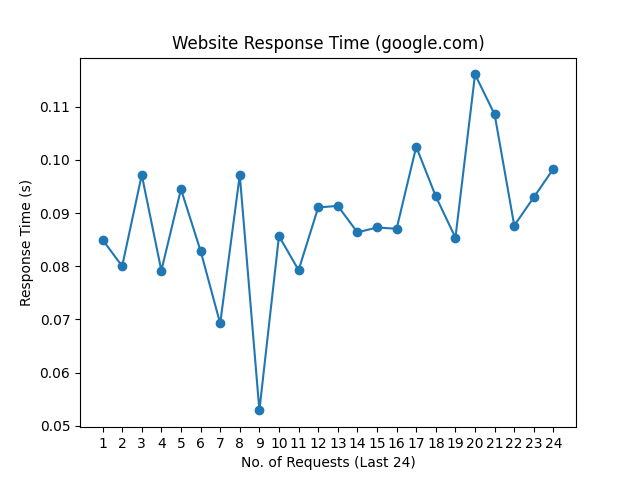 Website Response Time (google.com)
0.11
0.10
0.09
0.08
0.07
0.06
0.05
Response Time (s)
1 2 3 4 5 6 7 8 9 10 11 12 13 14 15 16 17 18 19 20 21 22 23 24
No. of Requests (Last 24)